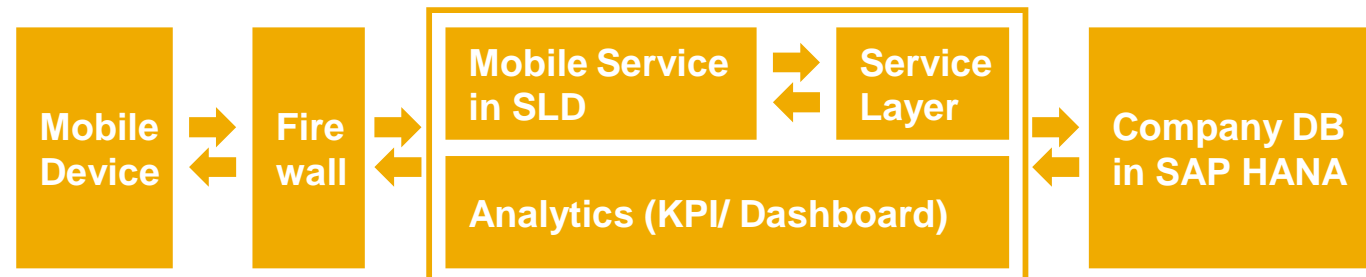 Mobile
Device
Fire
wall
Mobile Service
in SLD
Service
Layer
Analytics (KPI/ Dashboard)
Company DB
in SAP HANA